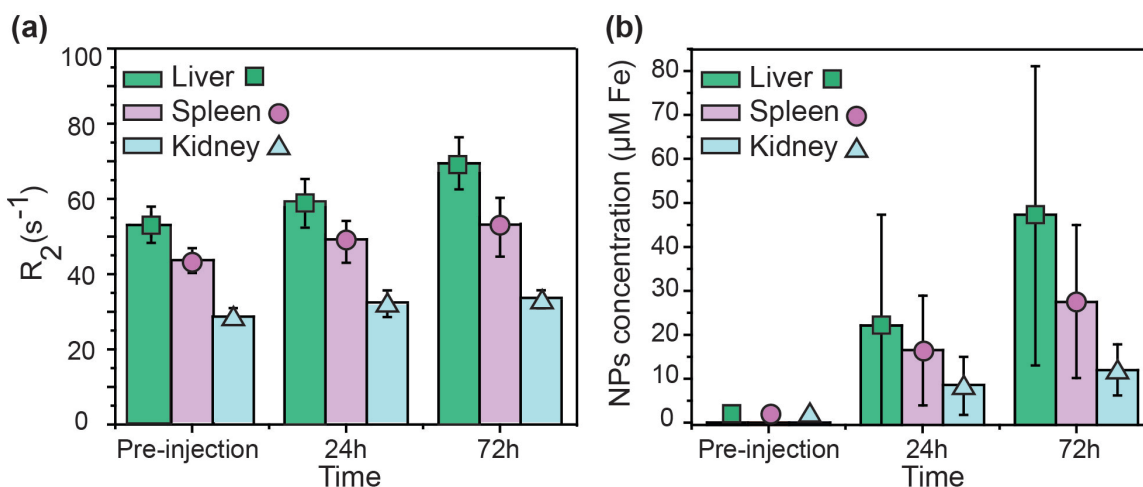 (a)
100
80
60
40
20
0
R2(s-1)
Liver
Spleen
Kidney
Pre-injection 24h 72h
Time
(b)
80
70
60
50
40
30
20
10
0
NPs concentration (µM Fe)
Liver
Spleen
Kidney
Pre-injection 24h 72h
Time